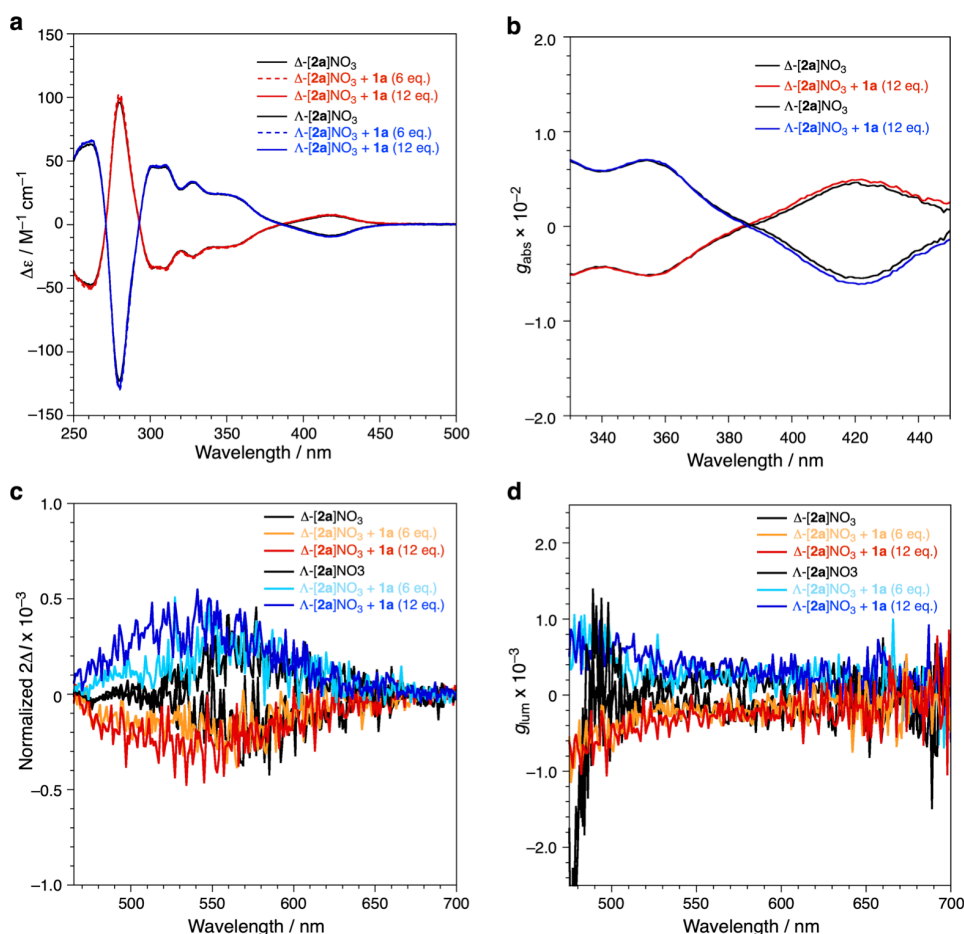 a
Δ-[2a]NO₃
Δ-[2a]NO₃ + 1a (6 eq.)
Δ-[2a]NO₃ + 1a (12 eq.)
Λ-[2a]NO₃
Λ-[2a]NO₃ + 1a (6 eq.)
Λ-[2a]NO₃ + 1a (12 eq.)
150
100
50
0
−50
−100
−150
Δε / M⁻¹ cm⁻¹
250 300 350 400 450 500
Wavelength / nm
b
Δ-[2a]NO₃
Δ-[2a]NO₃ + 1a (12 eq.)
Λ-[2a]NO₃
Λ-[2a]NO₃ + 1a (12 eq.)
2.0
1.0
0
−1.0
−2.0
gabs × 10⁻²
340 360 380 400 420 440
Wavelength / nm
c
Δ-[2a]NO₃
Δ-[2a]NO₃ + 1a (6 eq.)
Δ-[2a]NO₃ + 1a (12 eq.)
Λ-[2a]NO3
Λ-[2a]NO₃ + 1a (6 eq.)
Λ-[2a]NO₃ + 1a (12 eq.)
1.0
0.5
0
−0.5
−1.0
Normalized 2ΔI x 10⁻³
500 550 600 650 700
Wavelength / nm
d
Δ-[2a]NO₃
Δ-[2a]NO₃ + 1a (6 eq.)
Δ-[2a]NO₃ + 1a (12 eq.)
Λ-[2a]NO3
Λ-[2a]NO₃ + 1a (6 eq.)
Λ-[2a]NO₃ + 1a (12 eq.)
2.0
1.0
0
−1.0
−2.0
glum x 10⁻³
500 550 600 650 700
Wavelength / nm